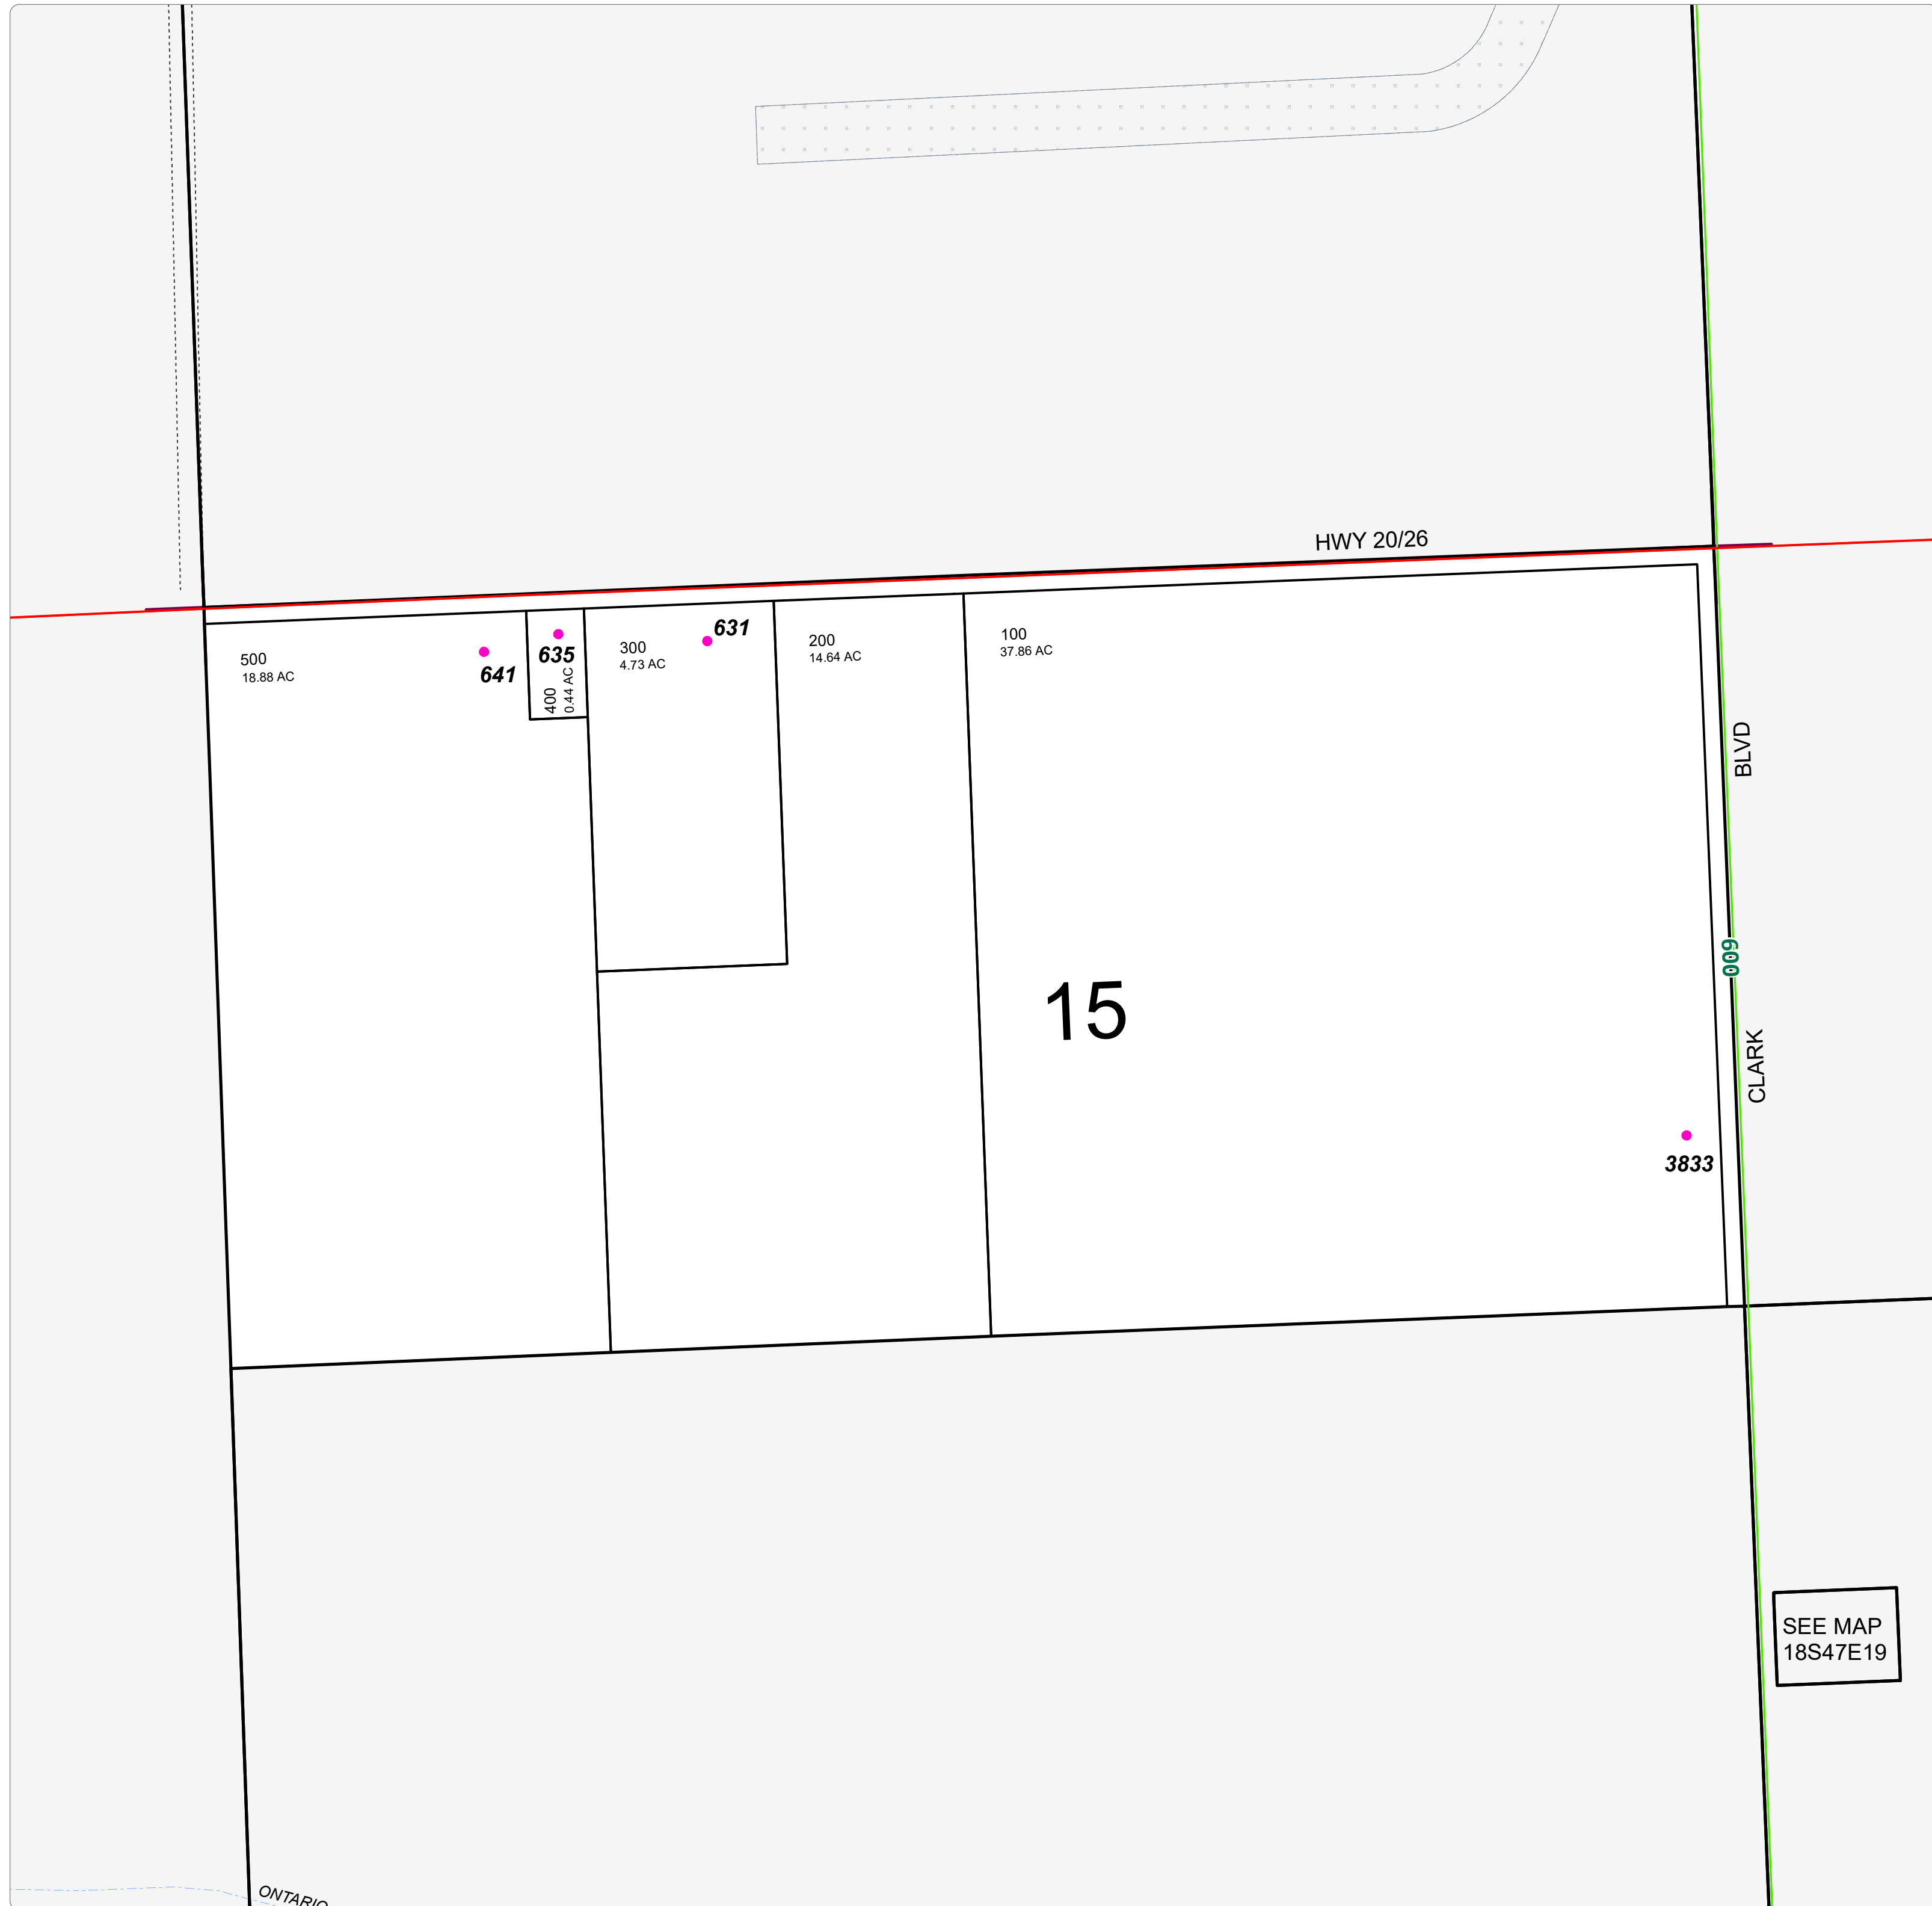 HWY 20/26
500
18.88 AC
641
635
400
0.44 AC
300
4.73 AC
631
200
14.64 AC
100
37.86 AC
15
BLVD
009
CLARK
3833
SEE MAP
18S47E19
ONTARIO